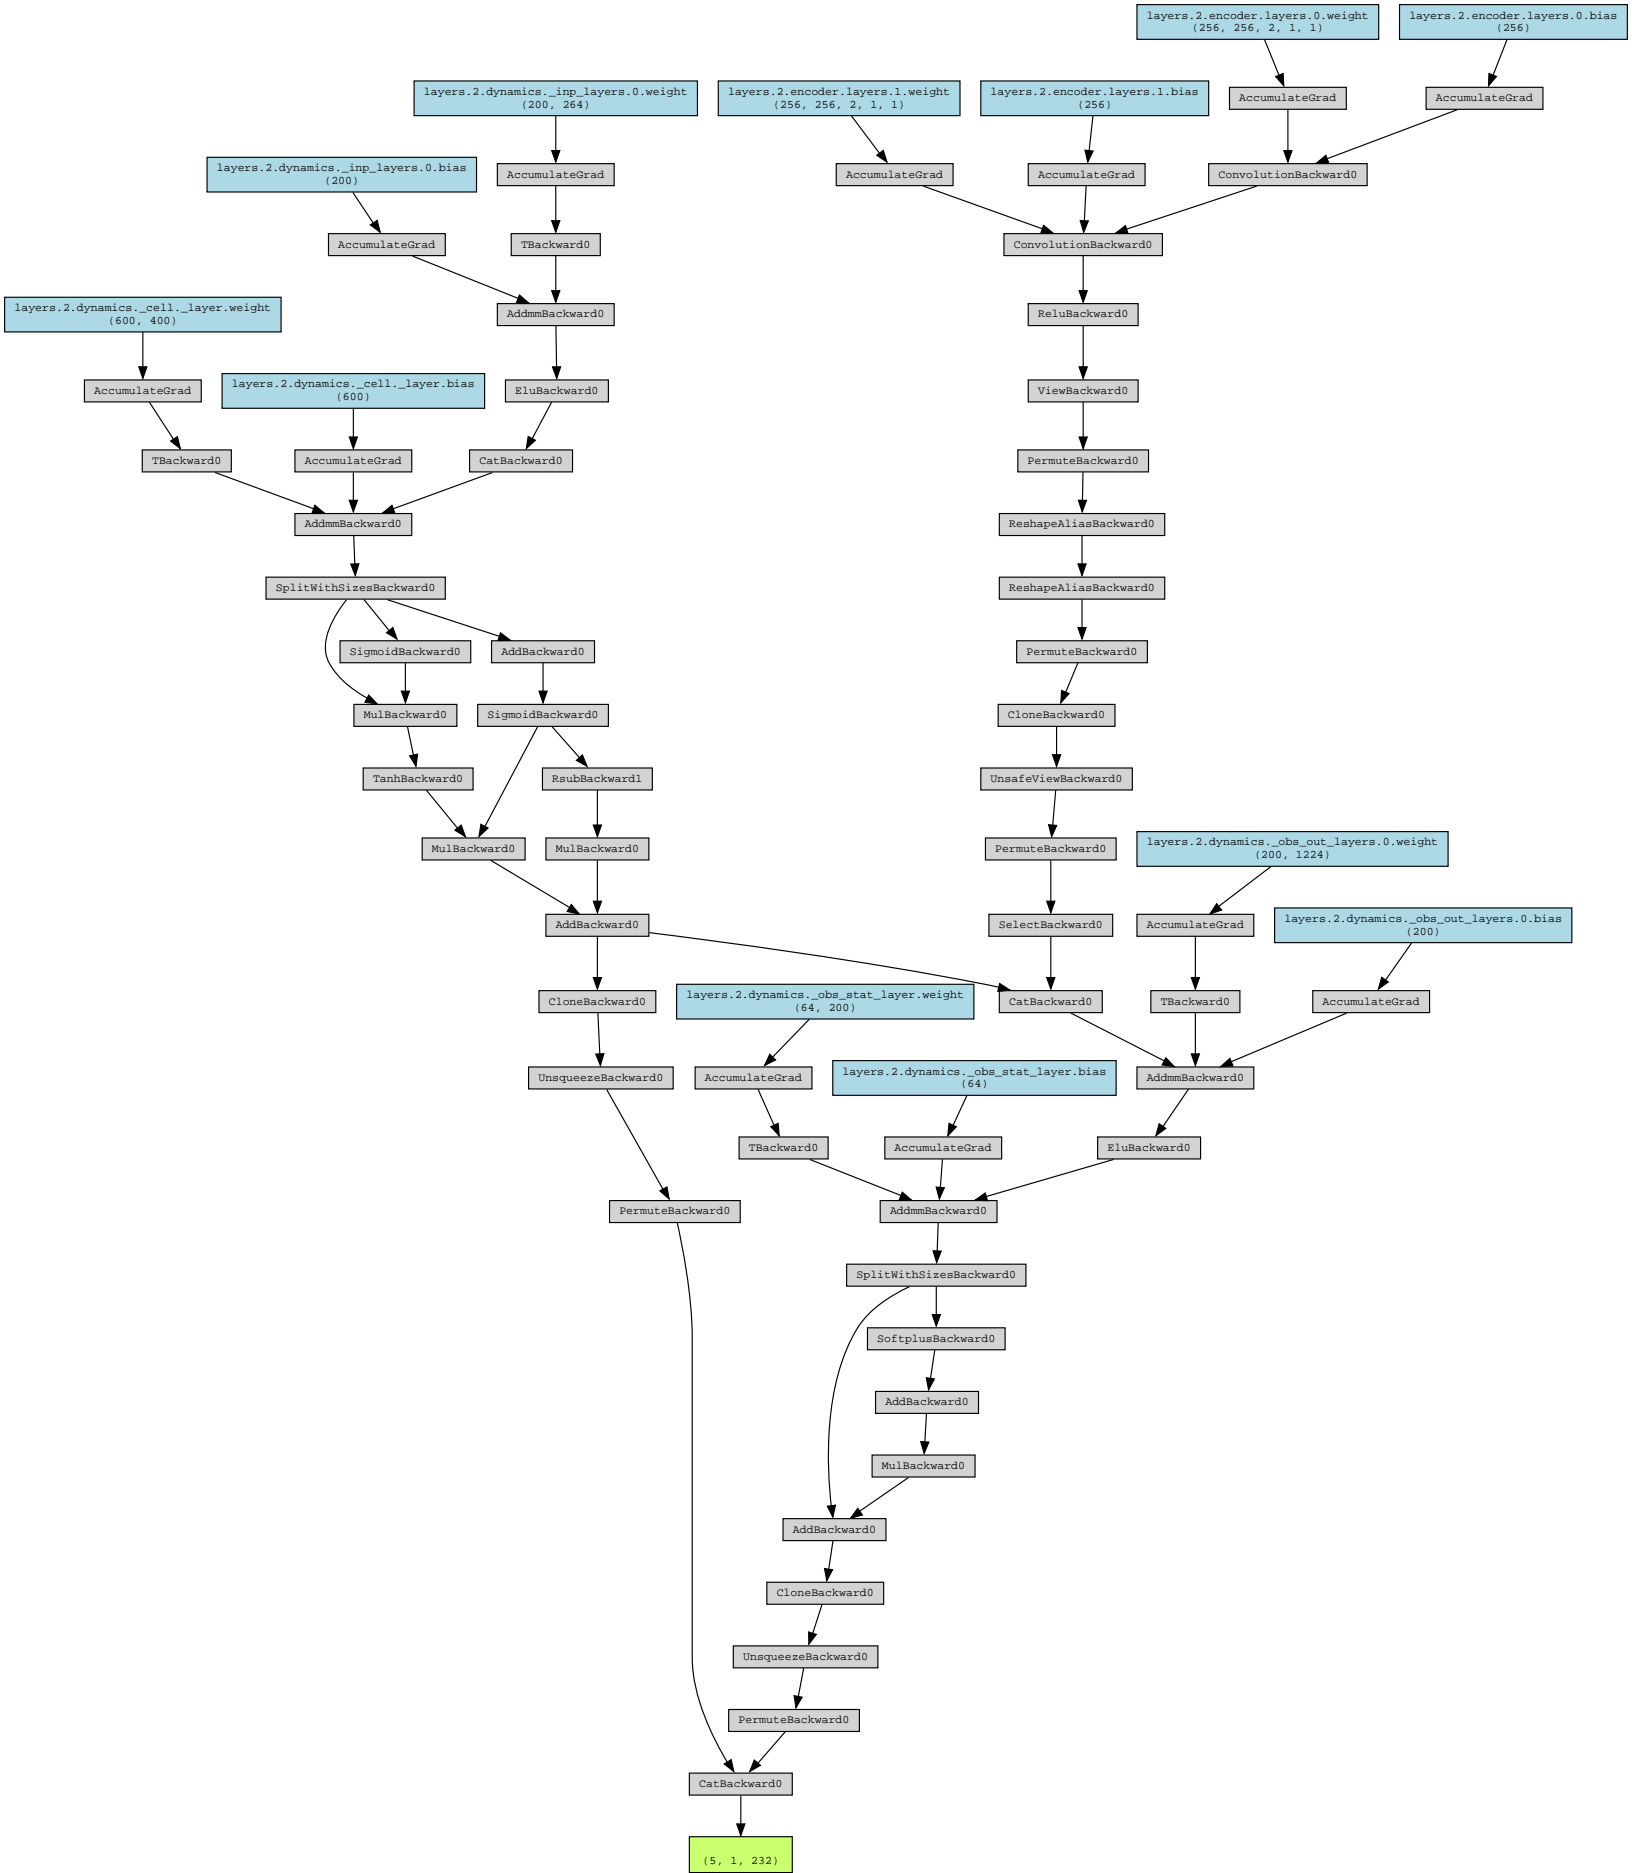 layers.2.encoder.layers.0.weight
(256, 256, 2, 1, 1)
layers.2.encoder.layers.0.bias
(256)
layers.2.dynamics._inp_layers.0.weight
(200, 264)
layers.2.encoder.layers.1.weight
(256, 256, 2, 1, 1)
layers.2.encoder.layers.1.bias
(256)
AccumulateGrad
AccumulateGrad
layers.2.dynamics._inp_layers.0.bias
(200)
AccumulateGrad
AccumulateGrad
AccumulateGrad
ConvolutionBackward0
AccumulateGrad
TBackward0
ConvolutionBackward0
layers.2.dynamics._cell._layer.weight
(600, 400)
AddmmBackward0
ReluBackward0
AccumulateGrad
layers.2.dynamics._cell._layer.bias
(600)
EluBackward0
ViewBackward0
TBackward0
AccumulateGrad
CatBackward0
PermuteBackward0
AddmmBackward0
ReshapeAliasBackward0
SplitWithSizesBackward0
ReshapeAliasBackward0
SigmoidBackward0
AddBackward0
PermuteBackward0
MulBackward0
SigmoidBackward0
CloneBackward0
TanhBackward0
RsubBackward1
UnsafeViewBackward0
MulBackward0
MulBackward0
PermuteBackward0
layers.2.dynamics._obs_out_layers.0.weight
(200, 1224)
AddBackward0
SelectBackward0
AccumulateGrad
layers.2.dynamics._obs_out_layers.0.bias
(200)
CloneBackward0
layers.2.dynamics._obs_stat_layer.weight
(64, 200)
CatBackward0
TBackward0
AccumulateGrad
UnsqueezeBackward0
AccumulateGrad
layers.2.dynamics._obs_stat_layer.bias
(64)
AddmmBackward0
TBackward0
AccumulateGrad
EluBackward0
PermuteBackward0
AddmmBackward0
SplitWithSizesBackward0
SoftplusBackward0
AddBackward0
MulBackward0
AddBackward0
CloneBackward0
UnsqueezeBackward0
PermuteBackward0
CatBackward0
(5, 1, 232)